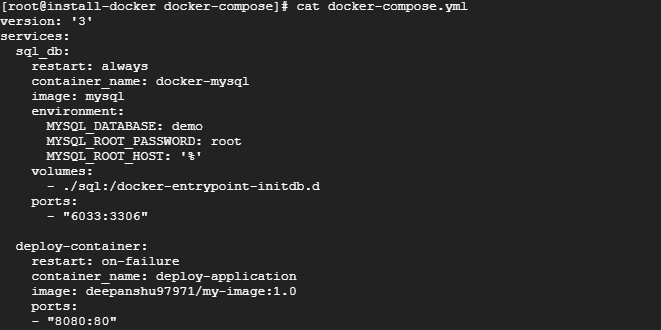 [root@install-docker docker-compose]# cat docker-compose.yml
version: '3'
services:
  sql_db:
    restart: always
    container_name: docker-mysql
    image: mysql
    environment:
      MYSQL_DATABASE: demo
      MYSQL_ROOT_PASSWORD: root
      MYSQL_ROOT_HOST: '%'
    volumes:
      - ./sql:/docker-entrypoint-initdb.d
    ports:
      - "6033:3306"

  deploy-container:
    restart: on-failure
    container_name: deploy-application
    image: deepanshu97971/my-image:1.0
    ports:
    - "8080:80"